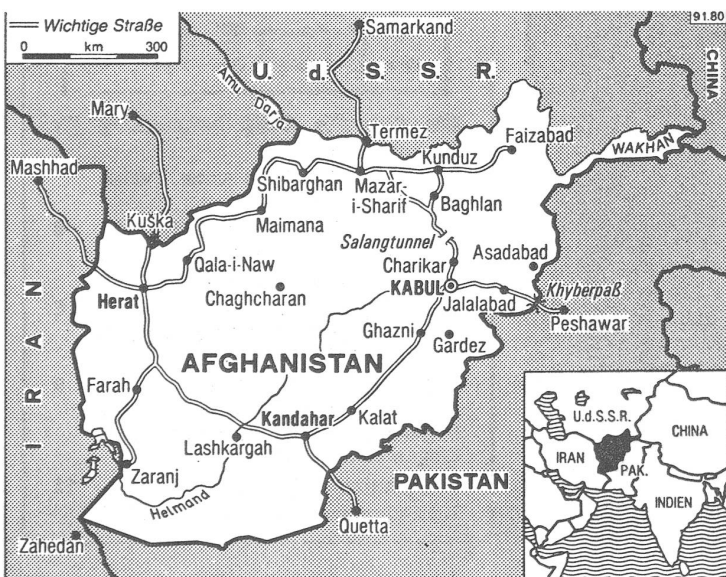 Wichtige Straße
0 km 300
91.80
Samarkand
U. d. S. S. R.
CHINA
Amu Darja
Mary
Termez
Faizabad
WAKHAN
Kunduz
Mashhad
Shibarghan
Mazar-
i-Sharif
Baghlan
Maimana
Kuška
Salangtunnel
Asadabad
Qala-i-Naw
Charikar
Herat
Chaghcharan
KABUL
Jalalabad
Khyberpaß
Peshawar
IRAN
Ghazni
Gardez
AFGHANISTAN
Farah
Kandahar
Kalat
Lashkargah
Zaranj
Helmand
PAKISTAN
Quetta
Zahedan
U.d.S.S.R.
CHINA
IRAN
PAK.
INDIEN